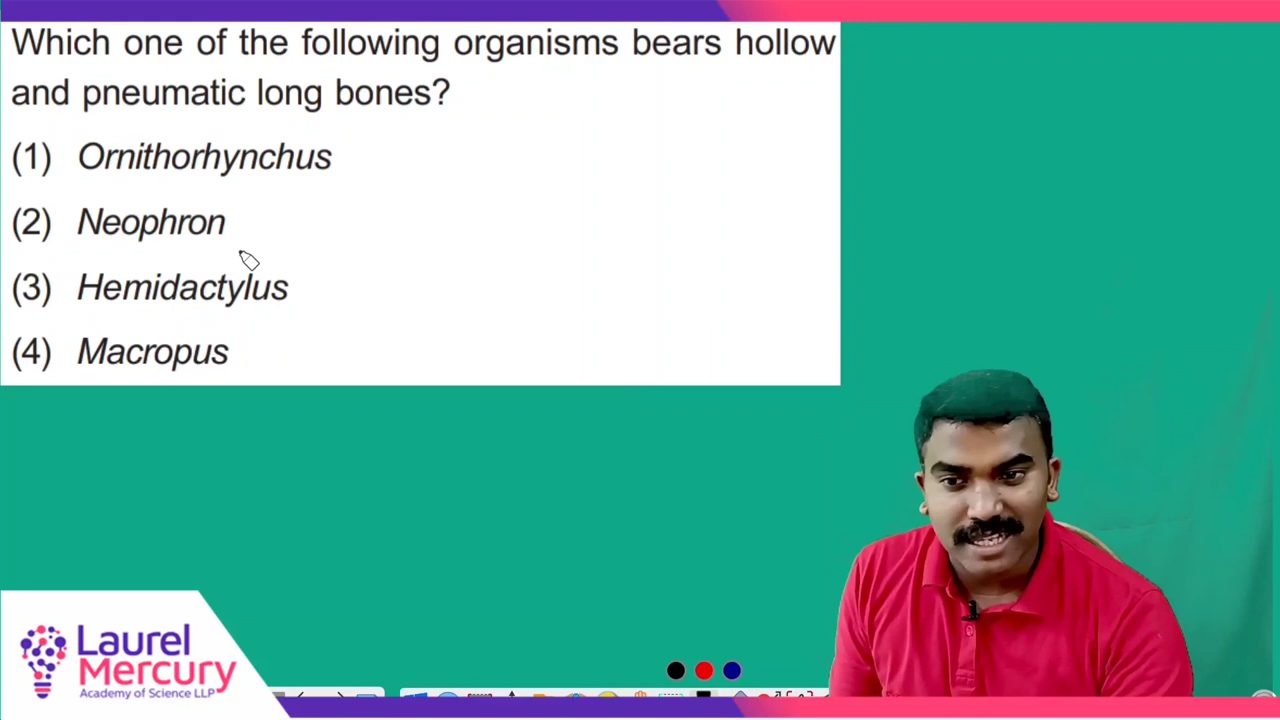 Which one of the following organisms bears hollow
and pneumatic long bones?
(1) Ornithorhynchus
(2) Neophron
(3) Hemidactylus
(4) Macropus
Laurel
Mercury
Academy of Science LLP